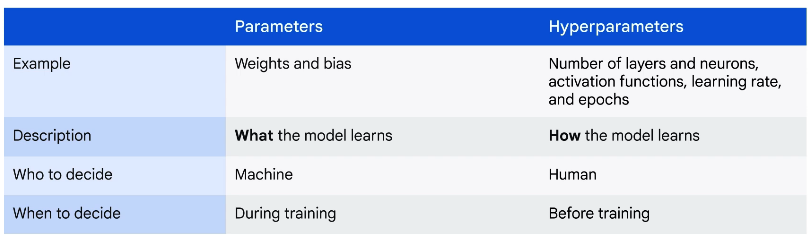 Parameters Hyperparameters
Example Weights and bias Number of layers and neurons,
activation functions, learning rate,
and epochs
Description What the model learns How the model learns
Who to decide Machine Human
When to decide During training Before training